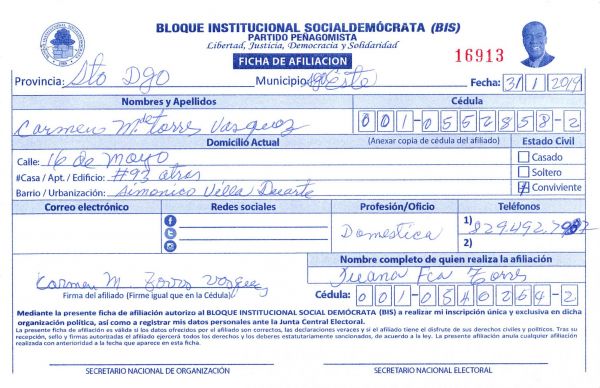 BLOQUE INSTITUCIONAL SOCIALDEMÓCRATA (BIS)
PARTIDO PEÑAGOMISTA
Libertad, Justicia, Democracia y Solidaridad
FICHA DE AFILIACION
16913
Provincia: Sto Dgo Municipio: Este Fecha: 31 1 2019
Nombres y Apellidos Cédula
Carmen M. de Torres Vasquez 001-0552858-2
Domicilio Actual (Anexar copia de cédula del afiliado) Estado Civil
Calle: 16 de Mayo Casado
#Casa / Apt. / Edificio: #93 atras Soltero
Barrio / Urbanización: Simonico Villa Duarte Conviviente
Correo electrónico Redes sociales Profesión/Oficio Teléfonos
Domestica 1) 829.492.
2)
Nombre completo de quien realiza la afiliación
Carmen M. Torres Vasquez Fca Torres
Firma del afiliado (Firme igual que en la Cédula) Cédula: 001-0540264-2
Mediante la presente ficha de afiliación autorizo al BLOQUE INSTITUCIONAL SOCIAL DEMÓCRATA (BIS) a realizar mi inscripción única y exclusiva en dicha
organización política, así como a registrar mis datos personales ante la Junta Central Electoral.
La presente ficha de afiliación es válida si los datos ofrecidos por el afiliado son correctos, las declaraciones veraces y si el afiliado tiene el disfrute de sus derechos civiles y políticos. Tras su
recepción, sello y firmas autorizadas el afiliado ejercerá todos los derechos y los deberes estatutariamente sancionados, de acuerdo a la ley. La presente afiliación anula cualquier afiliación
realizada con anterioridad a la fecha que aparece en esta ficha.
SECRETARIO NACIONAL DE ORGANIZACIÓN SECRETARIO NACIONAL ELECTORAL